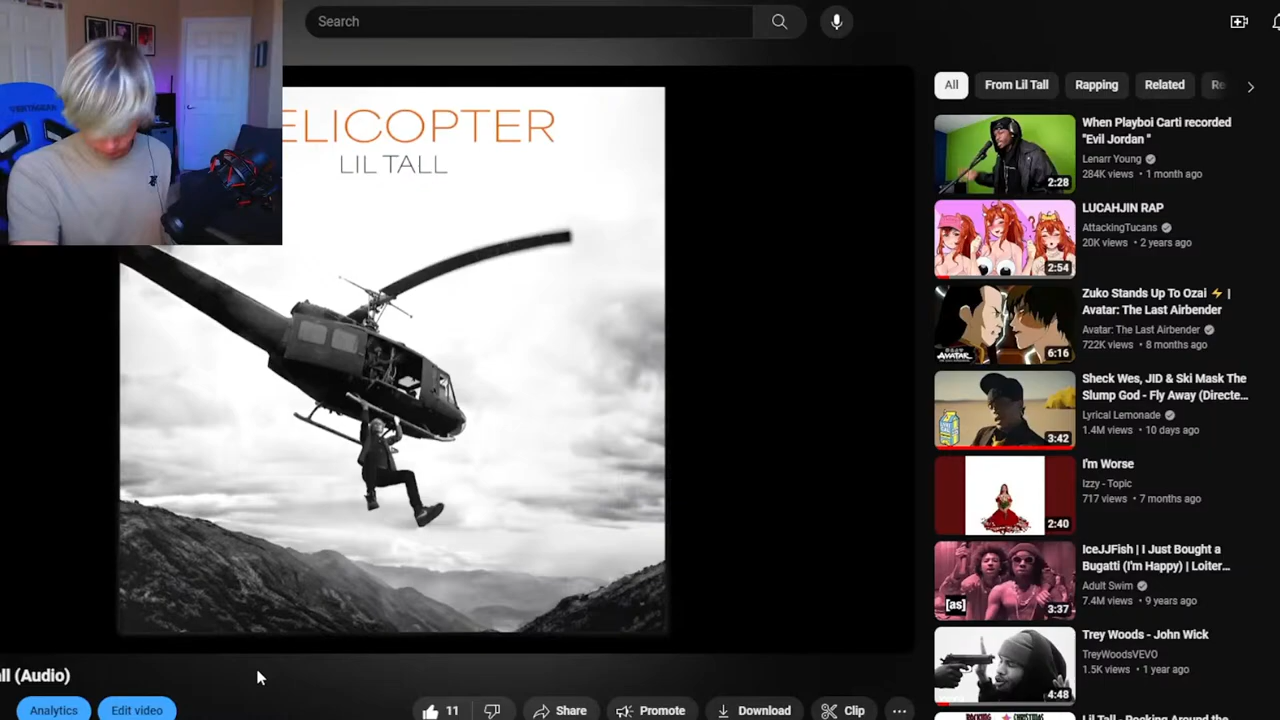 Search
ELICOPTER
LIL TALL
All
From Lil Tall
Rapping
Related
Re
When Playboi Carti recorded
"Evil Jordan "
Lenarr Young
284K views • 1 month ago
2:28
LUCAHJIN RAP
AttackingTucans
20K views • 2 years ago
2:54
Zuko Stands Up To Ozai ⚡ |
Avatar: The Last Airbender
Avatar: The Last Airbender
722K views • 8 months ago
AVATAR
6:16
Sheck Wes, JID & Ski Mask The
Slump God - Fly Away (Directe...
Lyrical Lemonade
1.4M views • 10 days ago
3:42
I'm Worse
Izzy - Topic
717 views • 7 months ago
2:40
IceJJFish | I Just Bought a
Bugatti (I'm Happy) | Loiter...
Adult Swim
7.4M views • 9 years ago
[as]
3:37
Trey Woods - John Wick
TreyWoodsVEVO
1.5K views • 1 year ago
4:48
all (Audio)
Analytics
Edit video
11
Share
Promote
Download
Clip